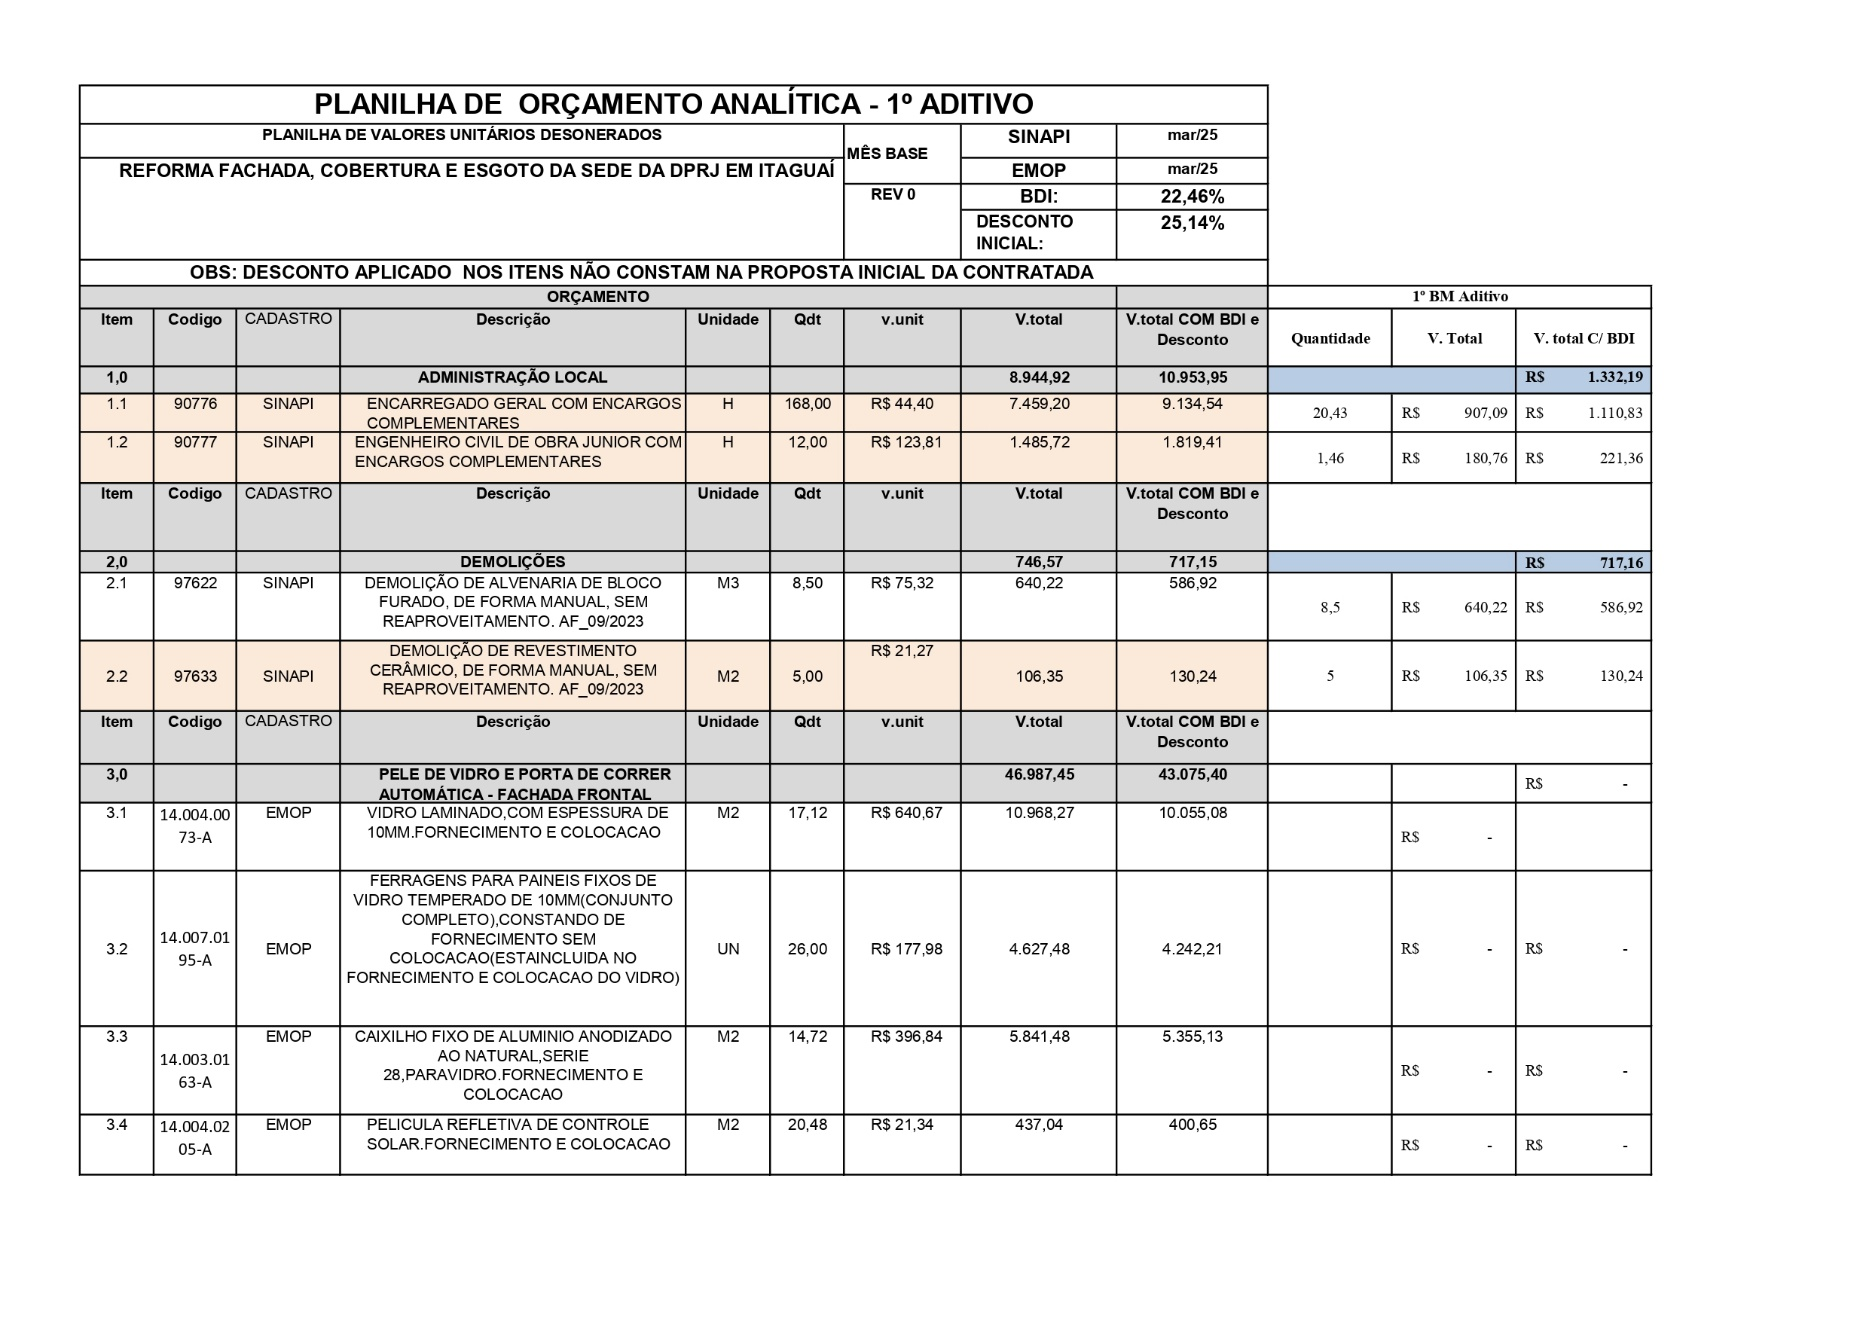 PLANILHA DE  ORÇAMENTO ANALÍTICA - 1º ADITIVO
PLANILHA DE VALORES UNITÁRIOS DESONERADOS
MÊS BASE
SINAPI
mar/25
REFORMA FACHADA, COBERTURA E ESGOTO DA SEDE DA DPRJ EM ITAGUAÍ
EMOP
mar/25
REV 0
BDI:
22,46%
DESCONTO
INICIAL:
25,14%
OBS: DESCONTO APLICADO  NOS ITENS NÃO CONSTAM NA PROPOSTA INICIAL DA CONTRATADA
ORÇAMENTO
1º BM Aditivo
Item Codigo CADASTRO Descrição Unidade Qdt v.unit V.total V.total COM BDI e
Desconto
Quantidade V. Total V. total C/ BDI
1,0 ADMINISTRAÇÃO LOCAL 8.944,92 10.953,95 R$ 1.332,19
1.1 90776 SINAPI ENCARREGADO GERAL COM ENCARGOS
COMPLEMENTARES
H 168,00 R$ 44,40 7.459,20 9.134,54 20,43 R$ 907,09 R$ 1.110,83
1.2 90777 SINAPI ENGENHEIRO CIVIL DE OBRA JUNIOR COM
ENCARGOS COMPLEMENTARES
H 12,00 R$ 123,81 1.485,72 1.819,41 1,46 R$ 180,76 R$ 221,36
Item Codigo CADASTRO Descrição Unidade Qdt v.unit V.total V.total COM BDI e
Desconto
2,0 DEMOLIÇÕES 746,57 717,15 R$ 717,16
2.1 97622 SINAPI DEMOLIÇÃO DE ALVENARIA DE BLOCO
FURADO, DE FORMA MANUAL, SEM
REAPROVEITAMENTO. AF_09/2023
M3 8,50 R$ 75,32 640,22 586,92 8,5 R$ 640,22 R$ 586,92
2.2 97633 SINAPI DEMOLIÇÃO DE REVESTIMENTO
CERÂMICO, DE FORMA MANUAL, SEM
REAPROVEITAMENTO. AF_09/2023
M2 5,00 R$ 21,27 106,35 130,24 5 R$ 106,35 R$ 130,24
Item Codigo CADASTRO Descrição Unidade Qdt v.unit V.total V.total COM BDI e
Desconto
3,0 PELE DE VIDRO E PORTA DE CORRER
AUTOMÁTICA - FACHADA FRONTAL
46.987,45 43.075,40 R$ -
3.1 14.004.00
73-A
EMOP VIDRO LAMINADO,COM ESPESSURA DE
10MM.FORNECIMENTO E COLOCACAO
M2 17,12 R$ 640,67 10.968,27 10.055,08 R$ -
3.2 14.007.01
95-A
EMOP FERRAGENS PARA PAINEIS FIXOS DE
VIDRO TEMPERADO DE 10MM(CONJUNTO
COMPLETO),CONSTANDO DE
FORNECIMENTO SEM
COLOCACAO(ESTAINCLUIDA NO
FORNECIMENTO E COLOCACAO DO VIDRO)
UN 26,00 R$ 177,98 4.627,48 4.242,21 R$ - R$ -
3.3 14.003.01
63-A
EMOP CAIXILHO FIXO DE ALUMINIO ANODIZADO
AO NATURAL,SERIE
28,PARAVIDRO.FORNECIMENTO E
COLOCACAO
M2 14,72 R$ 396,84 5.841,48 5.355,13 R$ - R$ -
3.4 14.004.02
05-A
EMOP PELICULA REFLETIVA DE CONTROLE
SOLAR.FORNECIMENTO E COLOCACAO
M2 20,48 R$ 21,34 437,04 400,65 R$ - R$ -